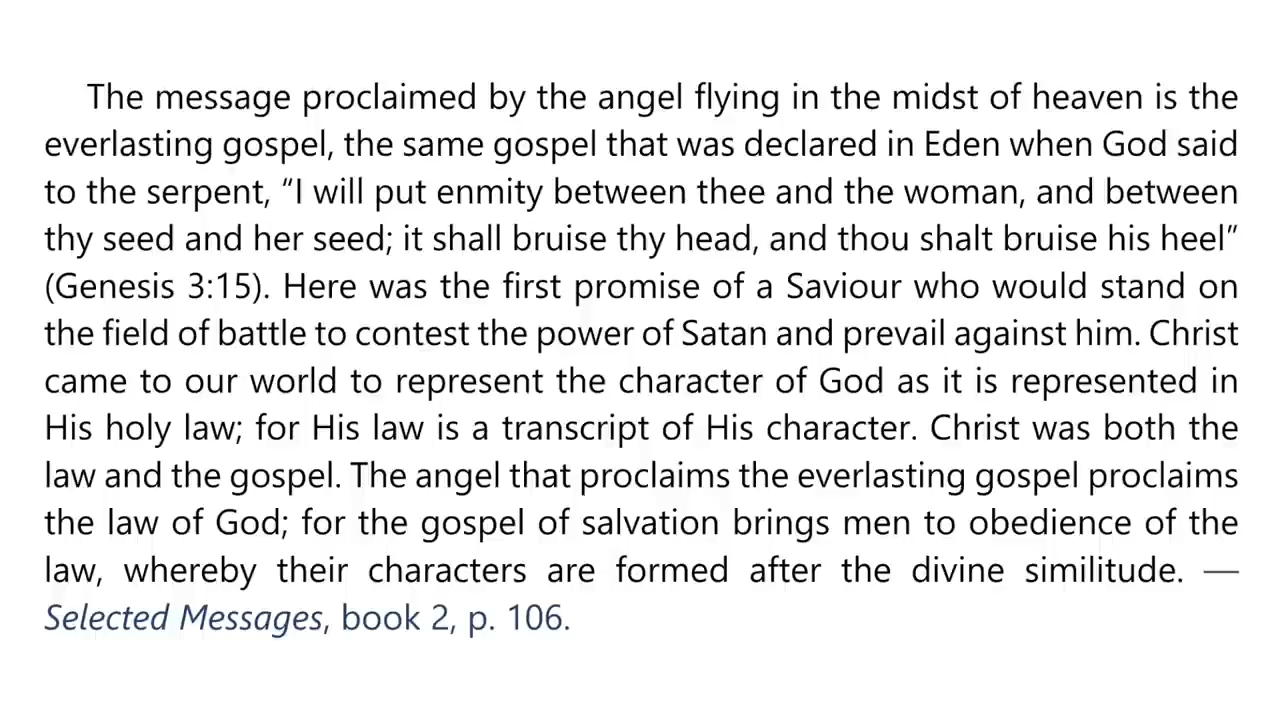 The message proclaimed by the angel flying in the midst of heaven is the
everlasting gospel, the same gospel that was declared in Eden when God said
to the serpent, “I will put enmity between thee and the woman, and between
thy seed and her seed; it shall bruise thy head, and thou shalt bruise his heel”
(Genesis 3:15). Here was the first promise of a Saviour who would stand on
the field of battle to contest the power of Satan and prevail against him. Christ
came to our world to represent the character of God as it is represented in
His holy law; for His law is a transcript of His character. Christ was both the
law and the gospel. The angel that proclaims the everlasting gospel proclaims
the law of God; for the gospel of salvation brings men to obedience of the
law, whereby their characters are formed after the divine similitude. —
Selected Messages, book 2, p. 106.